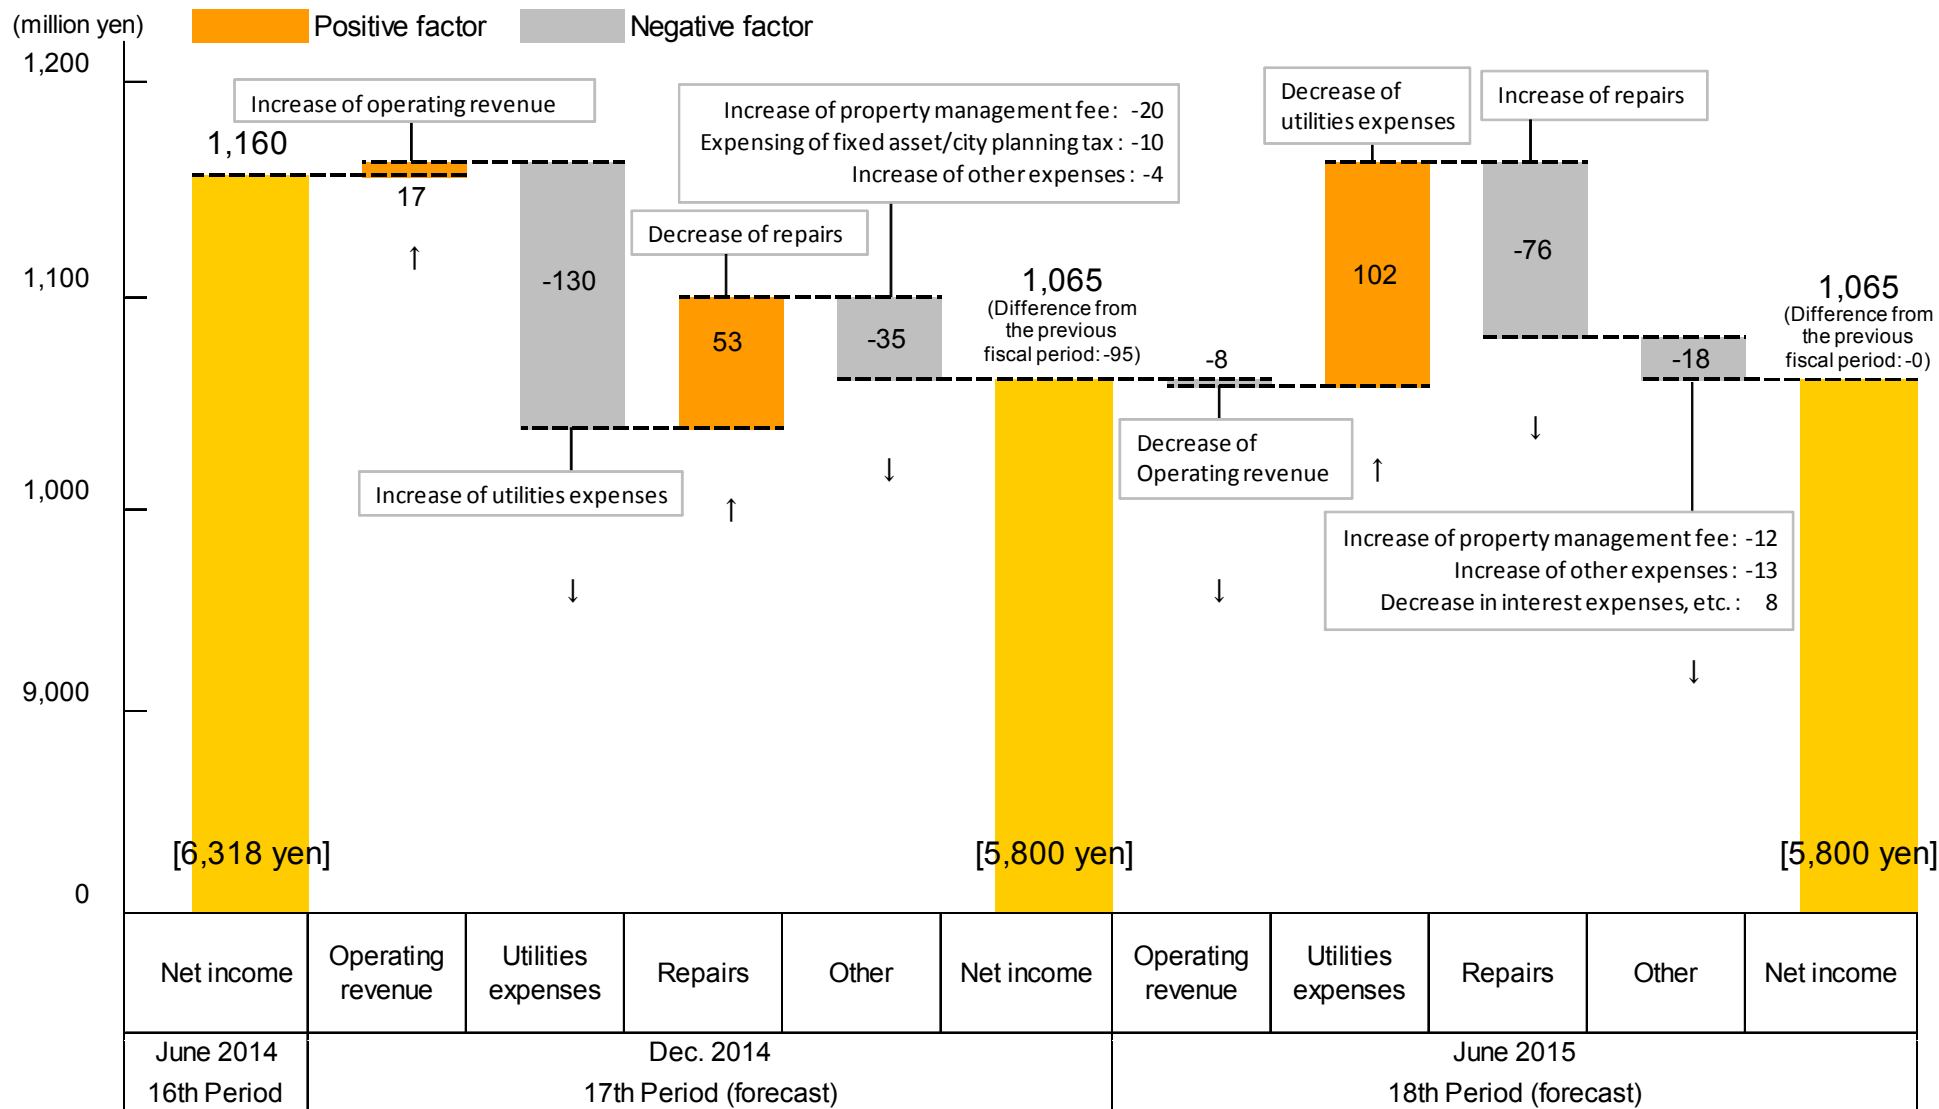 (million yen)
Positive factor
Negative factor
1,200
1,100
1,000
9,000
0
1,160
Increase of operating revenue
17
↑
-130
Increase of utilities expenses
↓
Decrease of repairs
53
↑
Increase of property management fee: -20
Expensing of fixed asset/city planning tax: -10
Increase of other expenses: -4
-35
↓
1,065
(Difference from
the previous
fiscal period: -95)
-8
Decrease of
Operating revenue
↓
Decrease of
utilities expenses
102
↑
Increase of repairs
-76
↓
-18
Increase of property management fee: -12
Increase of other expenses: -13
Decrease in interest expenses, etc.: 8
↓
1,065
(Difference from
the previous
fiscal period: -0)
[6,318 yen]
[5,800 yen]
[5,800 yen]
Net income
Operating
revenue
Utilities
expenses
Repairs
Other
Net income
Operating
revenue
Utilities
expenses
Repairs
Other
Net income
June 2014
Dec. 2014
June 2015
16th Period
17th Period (forecast)
18th Period (forecast)